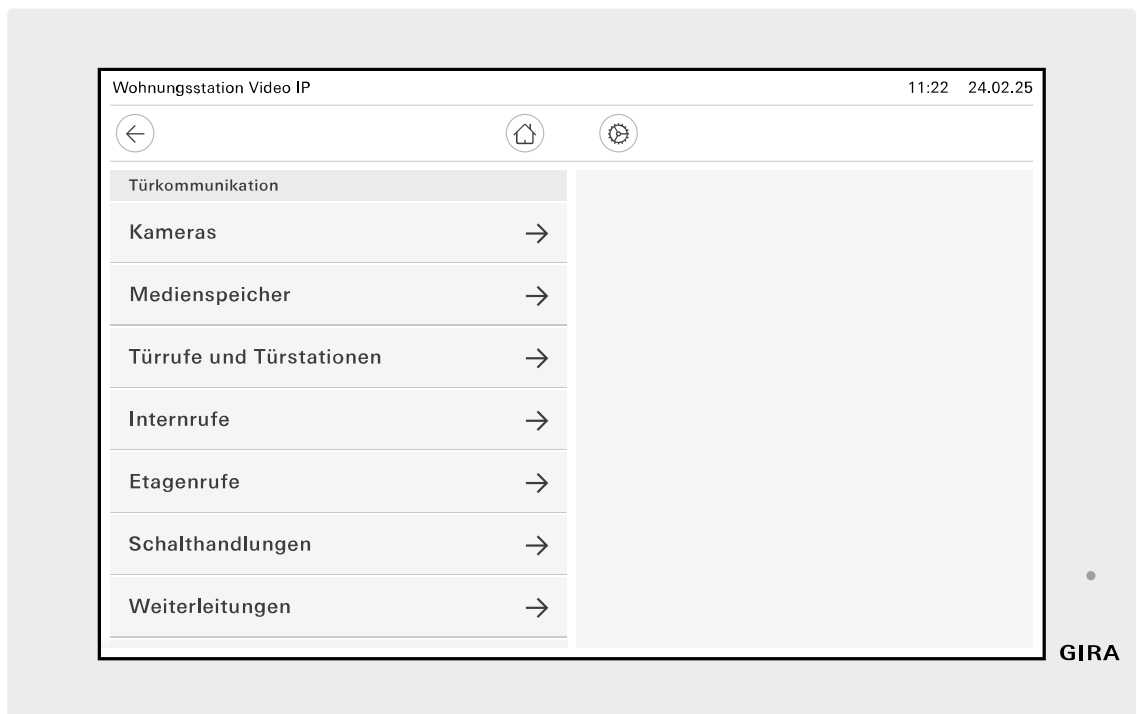 Wohnungsstation Video IP 11:22 24.02.25
Türkommunikation
Kameras
Medienspeicher
Türrufe und Türstationen
Internrufe
Etagenrufe
Schalthandlungen
Weiterleitungen
GIRA